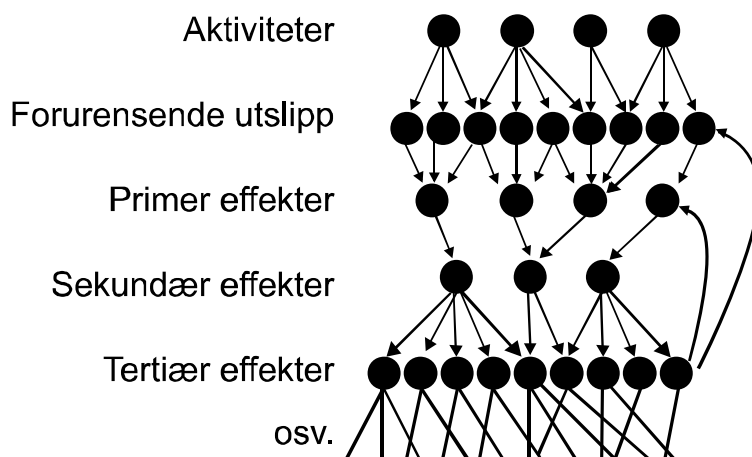 Aktiviteter
Forurensende utslipp
Primer effekter
Sekundær effekter
Tertiær effekter
osv.